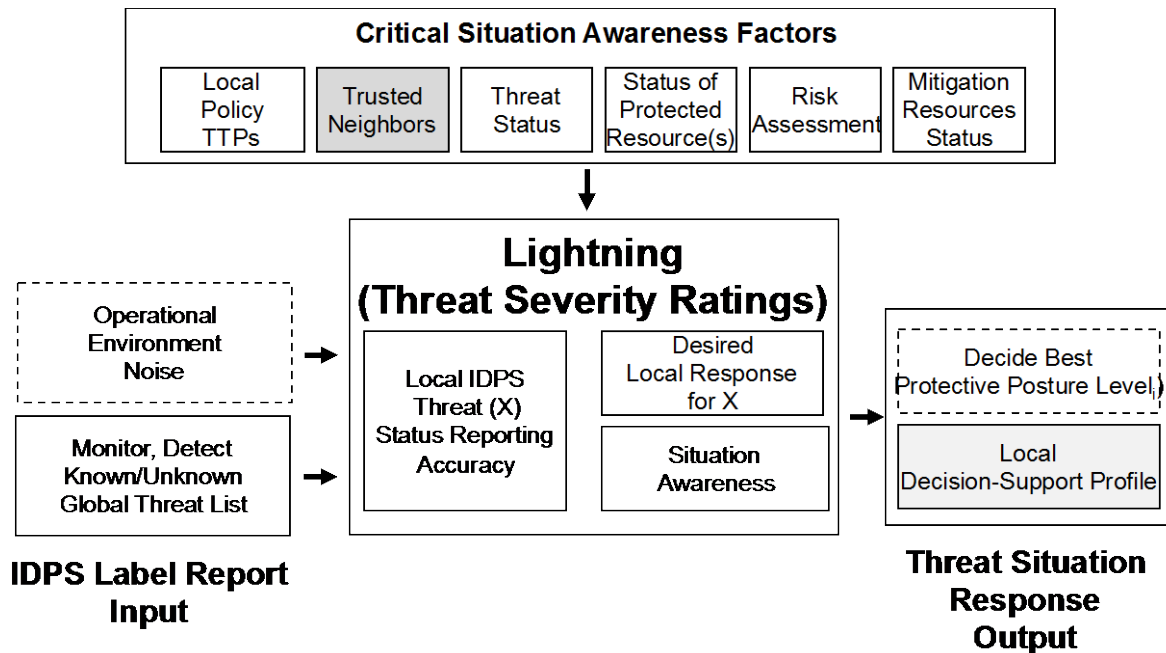 Critical Situation Awareness Factors
Local
Policy
TTPs
Trusted
Neighbors
Threat
Status
Status of
Protected
Resource(s)
Risk
Assessment
Mitigation
Resources
Status
Lightning
(Threat Severity Ratings)
Operational
Environment
Noise
Monitor, Detect
Known/Unknown
Global Threat List
IDPS Label Report
Input
Local IDPS
Threat (X)
Status Reporting
Accuracy
Desired
Local Response
for X
Situation
Awareness
Decide Best
Protective Posture Level¡)
Local
Decision-Support Profile
Threat Situation
Response
Output